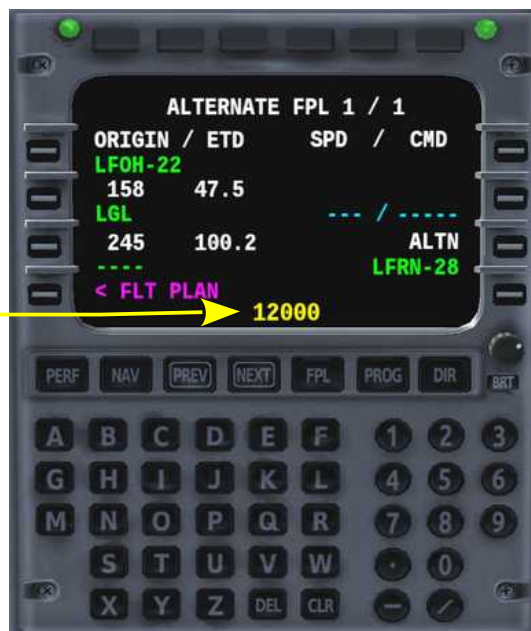 ALTERNATE FPL 1 / 1
ORIGIN / ETD SPD / CMD
LFOH-22
158 47.5
LGL --- / -----
245 100.2 ALTN
---- LFRN-28
< FLT PLAN
12000
PERF NAV PREV NEXT FPL PROG DIR BRT
A B C D E F 1 2 3
G H I J K L 4 5 6
M N O P Q R 7 8 9
S T U V W · 0
X Y Z DEL CLR - /